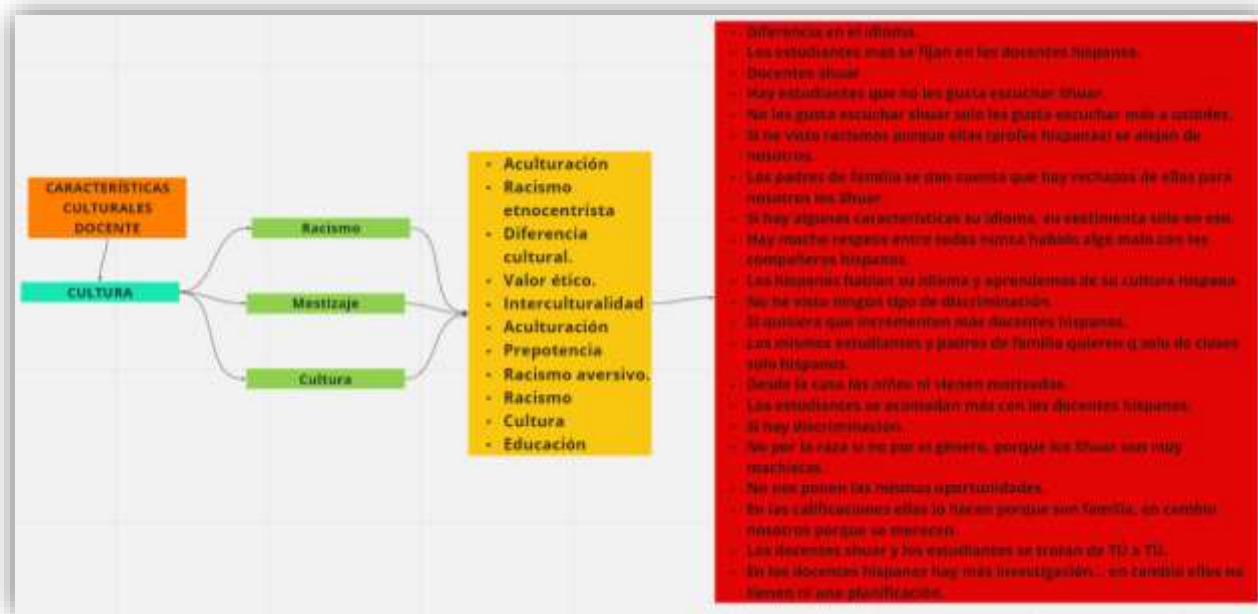 CARACTERÍSTICAS
CULTURALES
DOCENTE
CULTURA
Racismo
Mestizaje
Cultura
- Aculturación
- Racismo
etnocentrista
- Diferencia
cultural.
- Valor ético.
- Interculturalidad
- Aculturación
- Prepotencia
- Racismo aversivo.
- Racismo
- Cultura
- Educación
- Diferencia en el idioma.
- Los estudiantes mas se fijan en los docentes hispanos.
- Docentes shuar
- Hay estudiantes que no les gusta escuchar Shuar.
- No les gusta escuchar shuar solo les gusta escuchar más a ustedes.
- Si he visto racismos porque ellas (profes hispanas) se alejan de
nosotros.
- Los padres de familia se dan cuenta que hay rechazos de ellas para
nosotros los shuar
- Si hay algunas características su idioma, su vestimenta solo en eso.
- Hay mucho respeto entre todas nunca habido algo malo con los
compañeros hispanos.
- Los hispanos hablan su idioma y aprendemos de su cultura hispana
- No he visto ningún tipo de discriminación.
- Si quisiera que incrementen más docentes hispanos.
- Los mismos estudiantes y padres de familia quieren q solo de clases
solo hispanos.
- Desde la casa los niños ni vienen motivados.
- Los estudiantes se acomodan más con los docentes hispanos.
- Si hay discriminación.
- No por la raza si no por el género, porque los Shuar son muy
machistas.
- No nos ponen las mismas oportunidades.
- En las calificaciones ellas lo hacen porque son familia, en cambio
nosotros porque se merecen.
- Los docentes shuar y los estudiantes se tratan de TÚ a TÚ.
- En los docentes hispanos hay más investigación... en cambio ellos no
tienen ni una planificación.